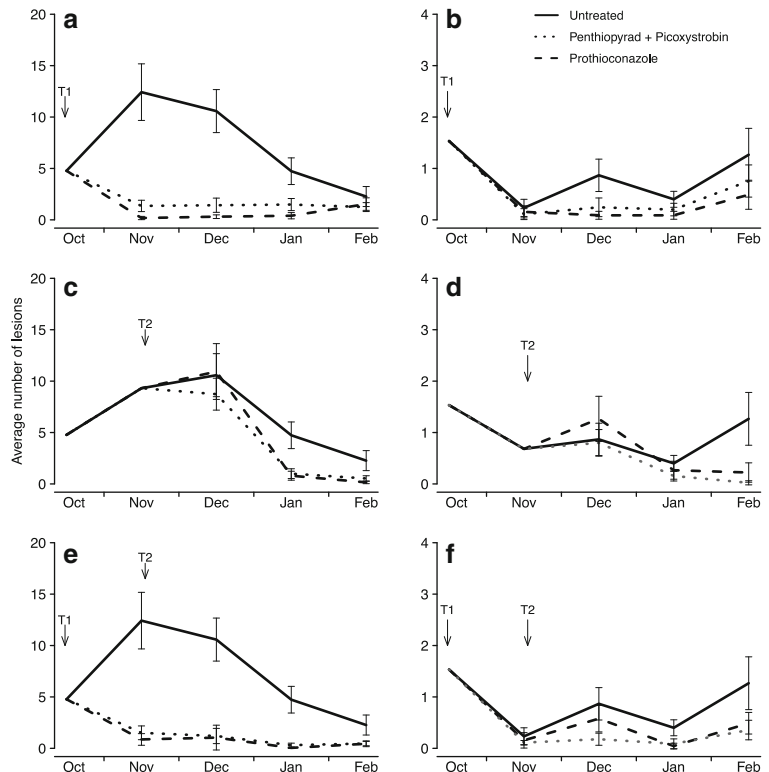 a
20
15
10
5
0
T1
Oct Nov Dec Jan Feb
b
Untreated
Penthiopyrad + Picoxystrobin
Prothioconazole
4
3
2
1
0
T1
Oct Nov Dec Jan Feb
Average number of lesions
c
20
15
10
5
0
T2
Oct Nov Dec Jan Feb
d
4
3
2
1
0
T2
Oct Nov Dec Jan Feb
e
20
15
10
5
0
T1
T2
Oct Nov Dec Jan Feb
f
4
3
2
1
0
T1
T2
Oct Nov Dec Jan Feb